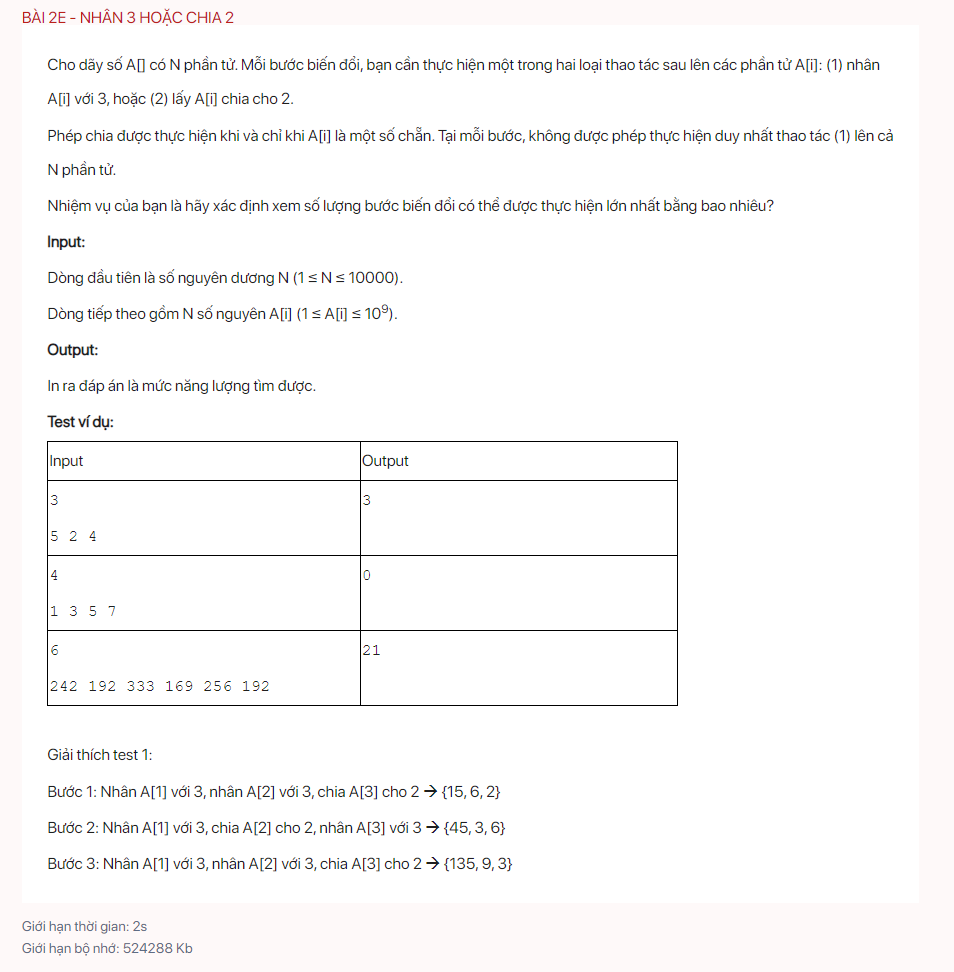 BÀI 2E - NHÂN 3 HOẶC CHIA 2
Cho dãy số A[] có N phần tử. Mỗi bước biến đổi, bạn cần thực hiện một trong hai loại thao tác sau lên các phần tử A[i]: (1) nhân
A[i] với 3, hoặc (2) lấy A[i] chia cho 2.
Phép chia được thực hiện khi và chỉ khi A[i] là một số chẵn. Tại mỗi bước, không được phép thực hiện duy nhất thao tác (1) lên cả
N phần tử.
Nhiệm vụ của bạn là hãy xác định xem số lượng bước biến đổi có thể được thực hiện lớn nhất bằng bao nhiêu?
Input:
Dòng đầu tiên là số nguyên dương N (1 ≤ N ≤ 10000).
Dòng tiếp theo gồm N số nguyên A[i] (1 ≤ A[i] ≤ 10⁹).
Output:
In ra đáp án là mức năng lượng tìm được.
Test ví dụ:
Input Output
3 3
5 2 4
4 0
1 3 5 7
6 21
242 192 333 169 256 192
Giải thích test 1:
Bước 1: Nhân A[1] với 3, nhân A[2] với 3, chia A[3] cho 2 → {15, 6, 2}
Bước 2: Nhân A[1] với 3, chia A[2] cho 2, nhân A[3] với 3 → {45, 3, 6}
Bước 3: Nhân A[1] với 3, nhân A[2] với 3, chia A[3] cho 2 → {135, 9, 3}
Giới hạn thời gian: 2s
Giới hạn bộ nhớ: 524288 Kb